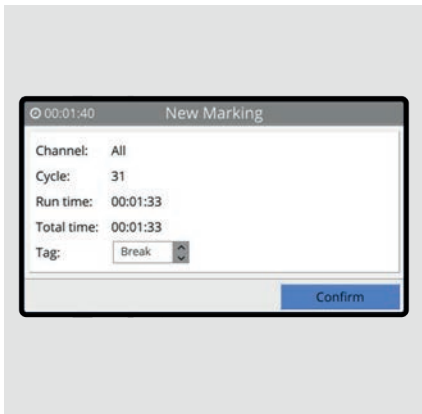 00:01:40 New Marking
Channel: All
Cycle: 31
Run time: 00:01:33
Total time: 00:01:33
Tag: Break
Confirm